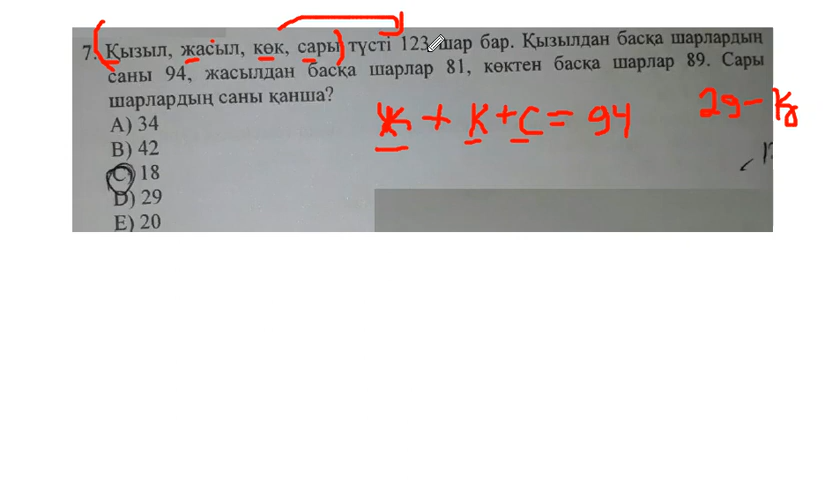 7. Қызыл, жасыл, көк, сары түсті 123 шар бар. Қызылдан басқа шарлардың
саны 94, жасылдан басқа шарлар 81, көктен басқа шарлар 89. Сары
шарлардың саны қанша?
A) 34
B) 42
C) 18
D) 29
E) 20
Ж + К + С = 94
29 – Кз